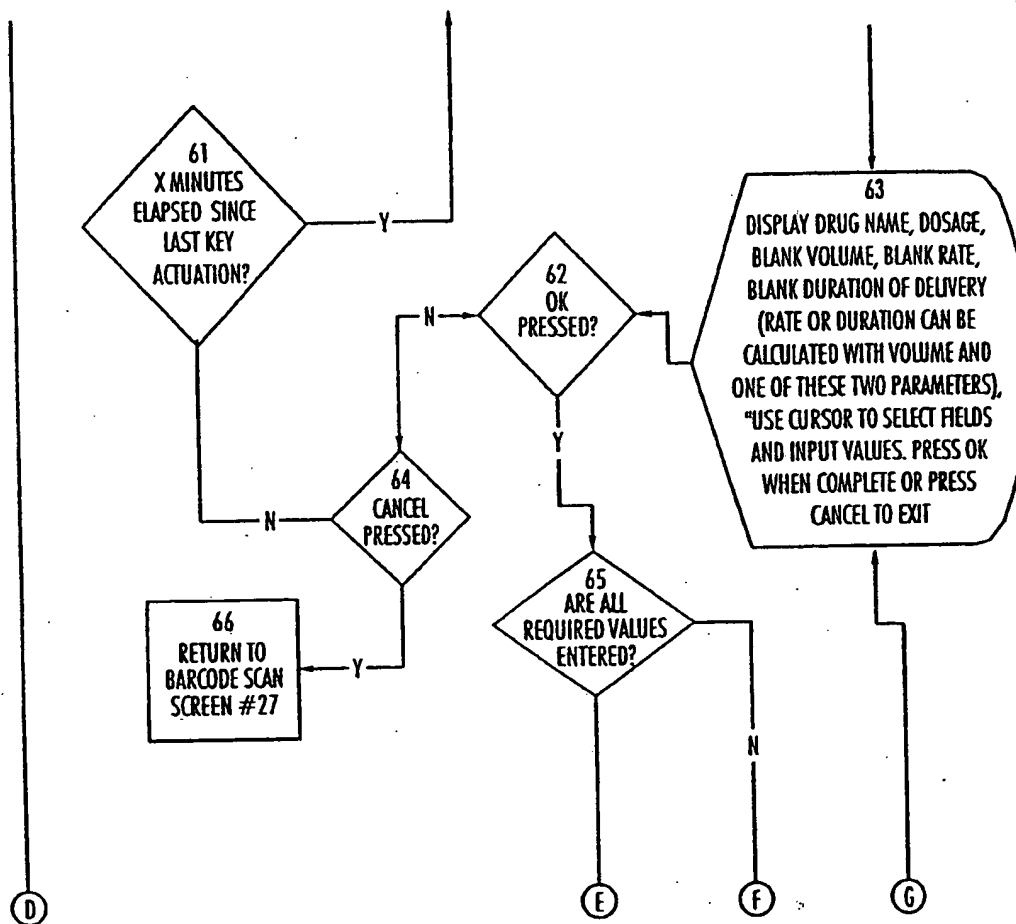 61
X MINUTES
ELAPSED SINCE
LAST KEY
ACTUATION?
Y
62
OK
PRESSED?
N
63
DISPLAY DRUG NAME, DOSAGE,
BLANK VOLUME, BLANK RATE,
BLANK DURATION OF DELIVERY
(RATE OR DURATION CAN BE
CALCULATED WITH VOLUME AND
ONE OF THESE TWO PARAMETERS),
"USE CURSOR TO SELECT FIELDS
AND INPUT VALUES. PRESS OK
WHEN COMPLETE OR PRESS
CANCEL TO EXIT
Y
64
CANCEL
PRESSED?
N
65
ARE ALL
REQUIRED VALUES
ENTERED?
66
RETURN TO
BARCODE SCAN
SCREEN #27
Y
N
D
E
F
G